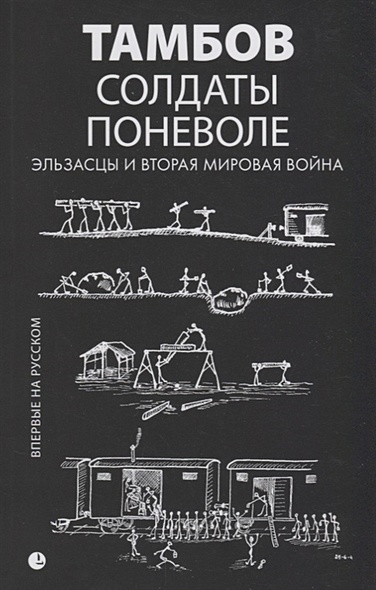 ТАМБОВ
СОЛДАТЫ
ПОНЕВОЛЕ
ЭЛЬЗАСЦЫ И ВТОРАЯ МИРОВАЯ ВОЙНА
ВПЕРВЫЕ НА РУССКОМ